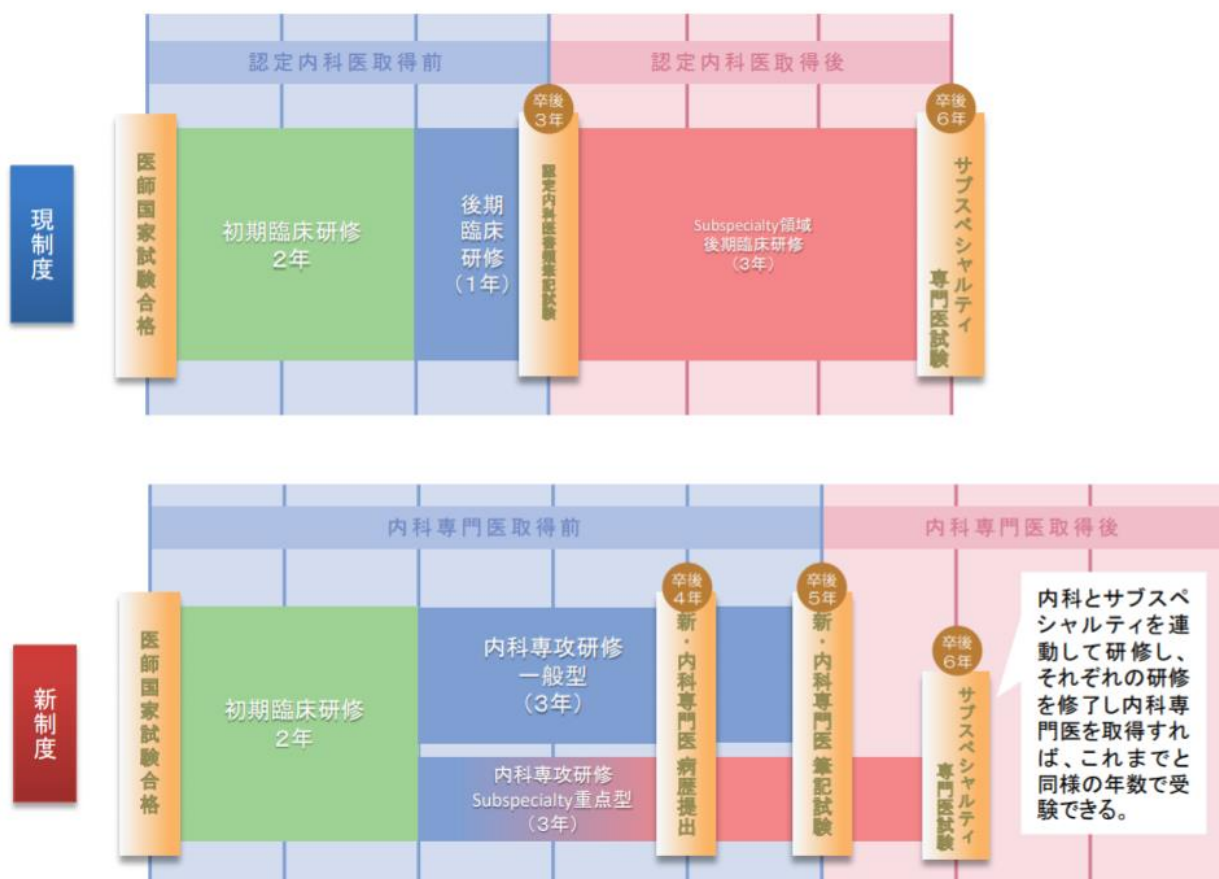 認定内科医取得前
認定内科医取得後
卒後
3年
卒後
6年
現制度
医師国家試験合格
初期臨床研修
2年
後期
臨床
研修
(1年)
認定内科医書類筆記試験
Subspecialty領域
後期臨床研修
(3年)
サブスペシャルティ
専門医試験
内科専門医取得前
内科専門医取得後
卒後
4年
卒後
5年
卒後
6年
新制度
医師国家試験合格
初期臨床研修
2年
内科専攻研修
一般型
(3年)
内科専攻研修
Subspecialty重点型
(3年)
新・内科専門医 病歴提出
新・内科専門医 筆記試験
サブスペシャルティ
専門医試験
内科とサブスペ
シャルティを連
動して研修し、
それぞれの研修
を修了し内科専
門医を取得すれ
ば、これまでと
同様の年数で受
験できる。